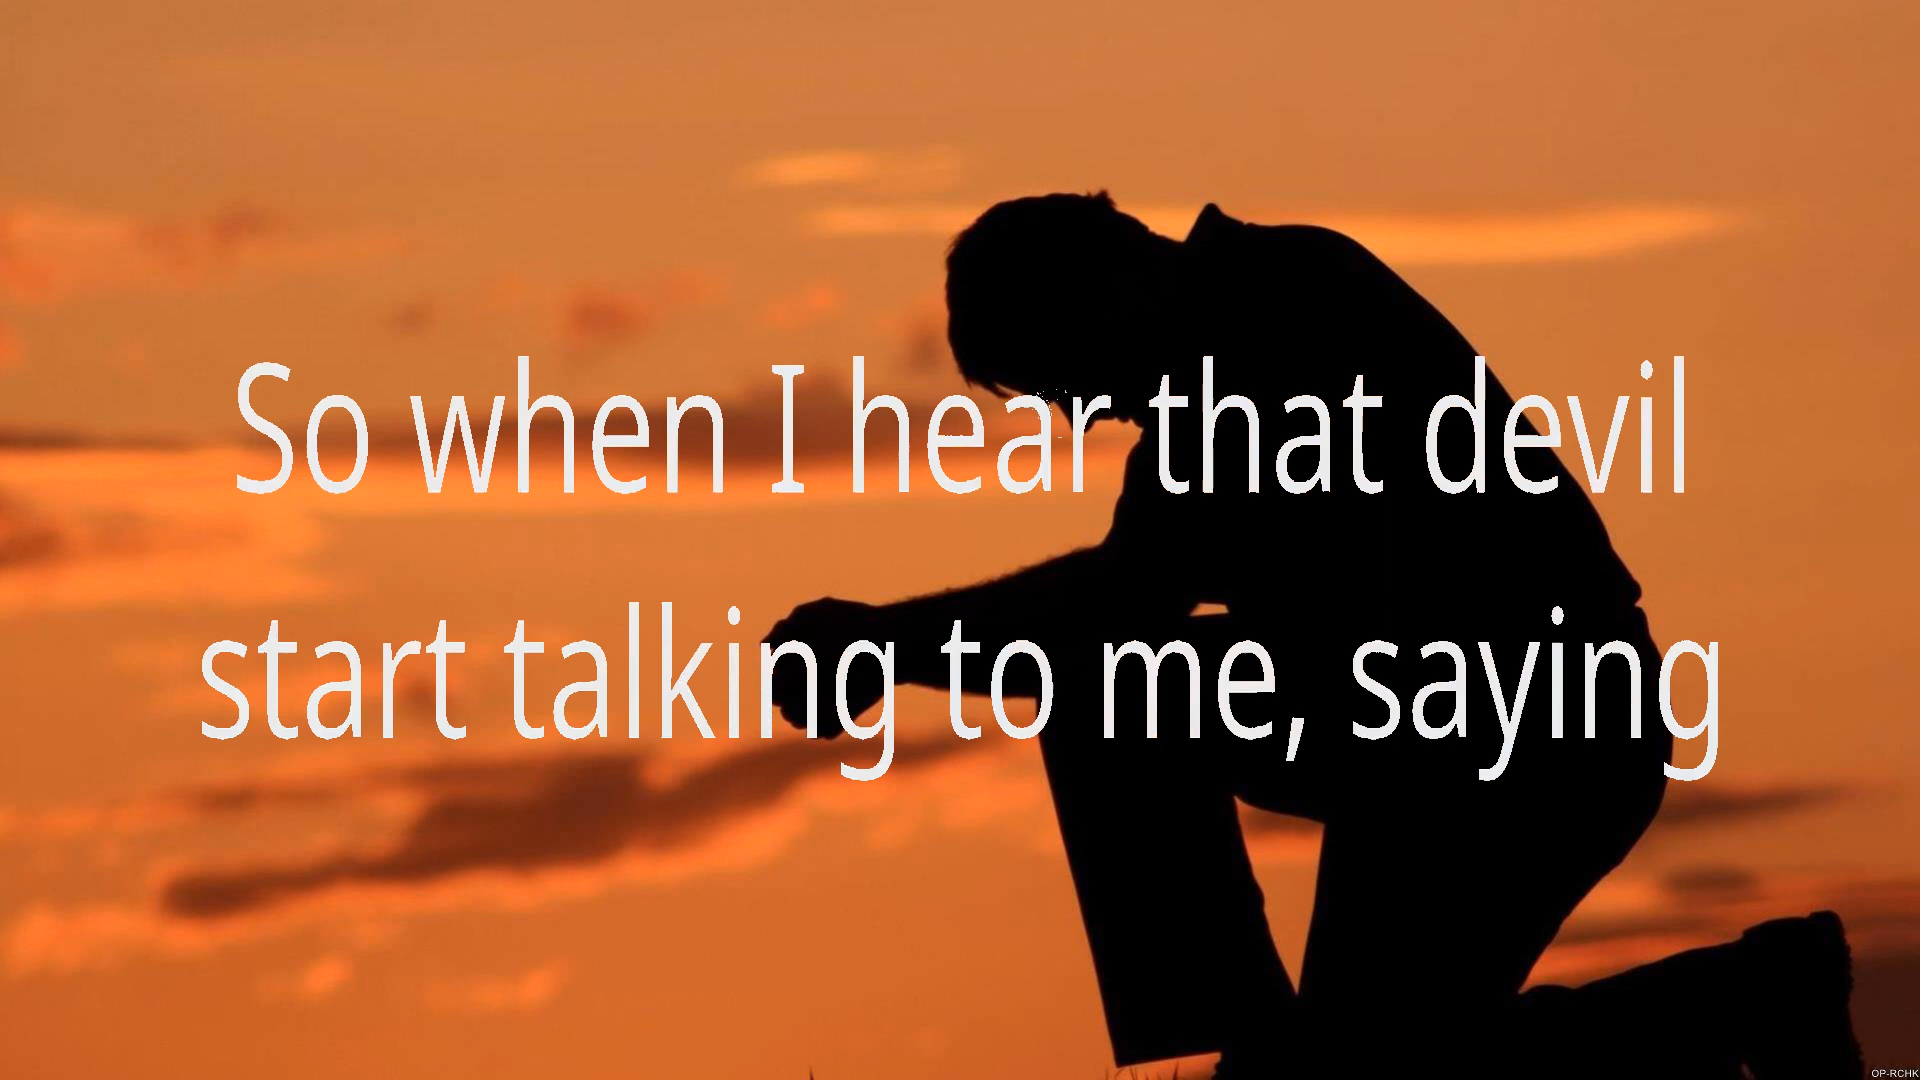 So when I hear that devil
start talking to me, saying
OP-RCHK